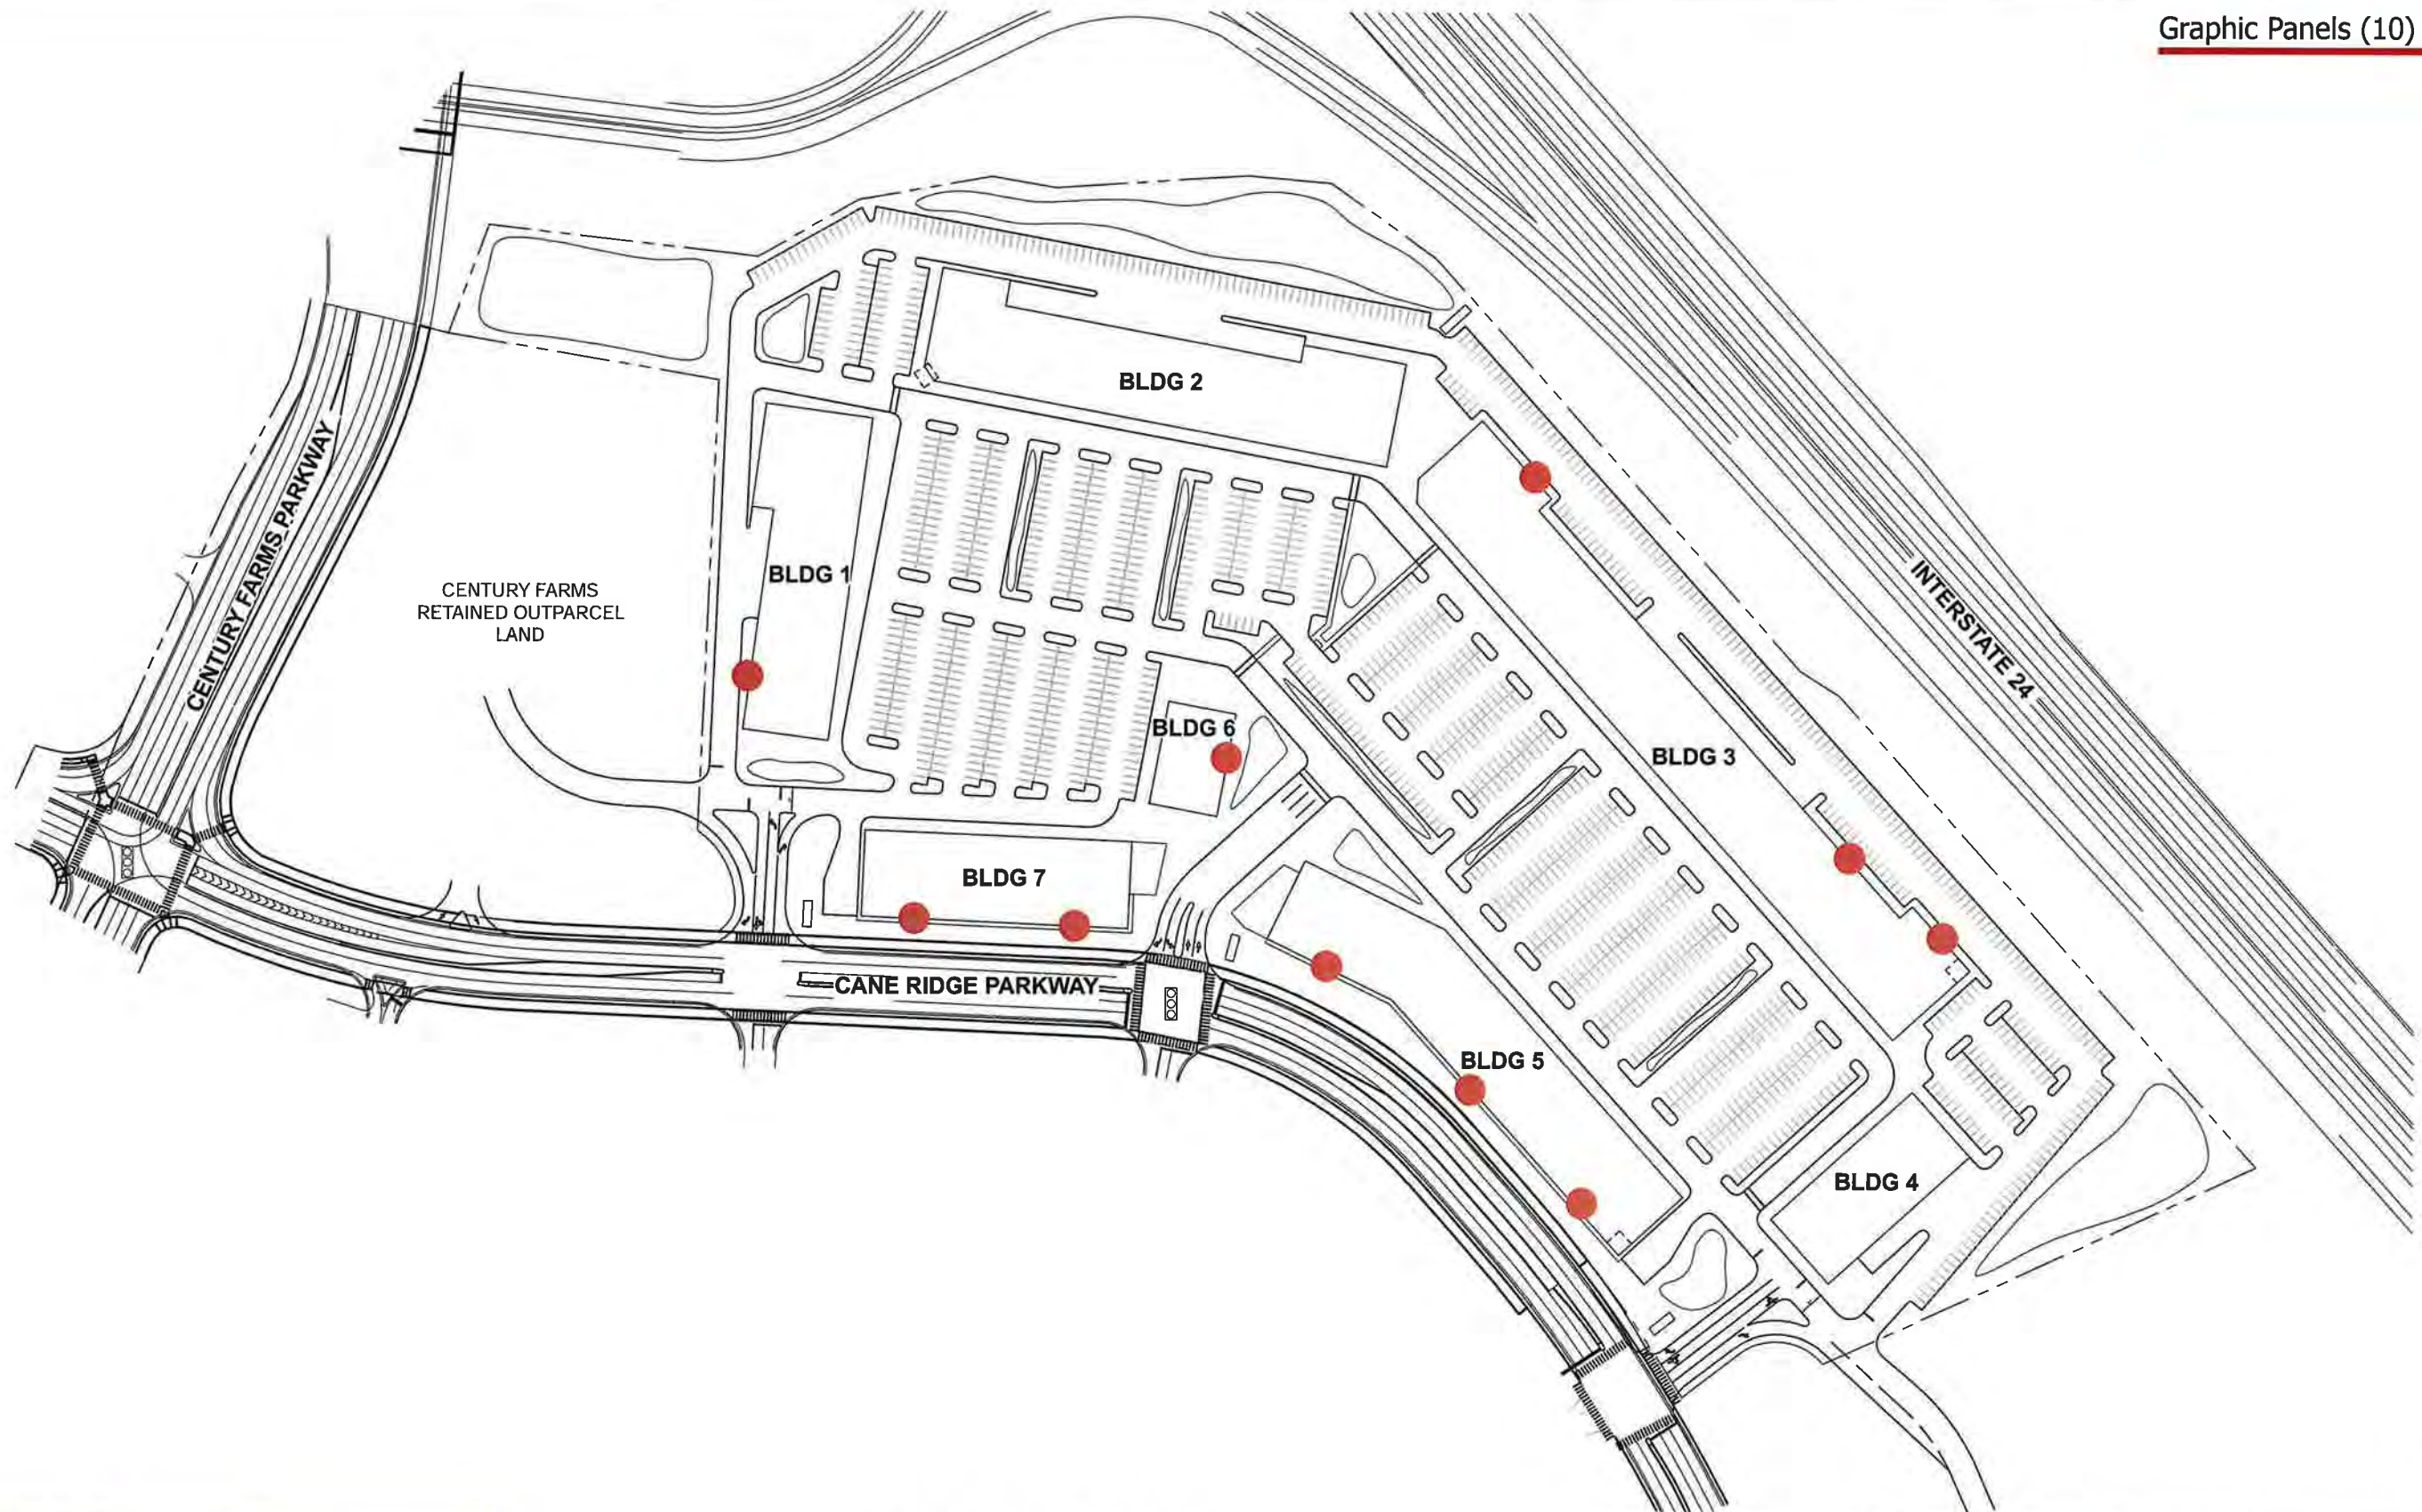 Graphic Panels (10)
BLDG 2
CENTURY FARMS PARKWAY
BLDG 1
CENTURY FARMS
RETAINED OUTPARCEL
LAND
INTERSTATE 24
BLDG 6
BLDG 3
BLDG 7
CANE RIDGE PARKWAY
BLDG 5
BLDG 4